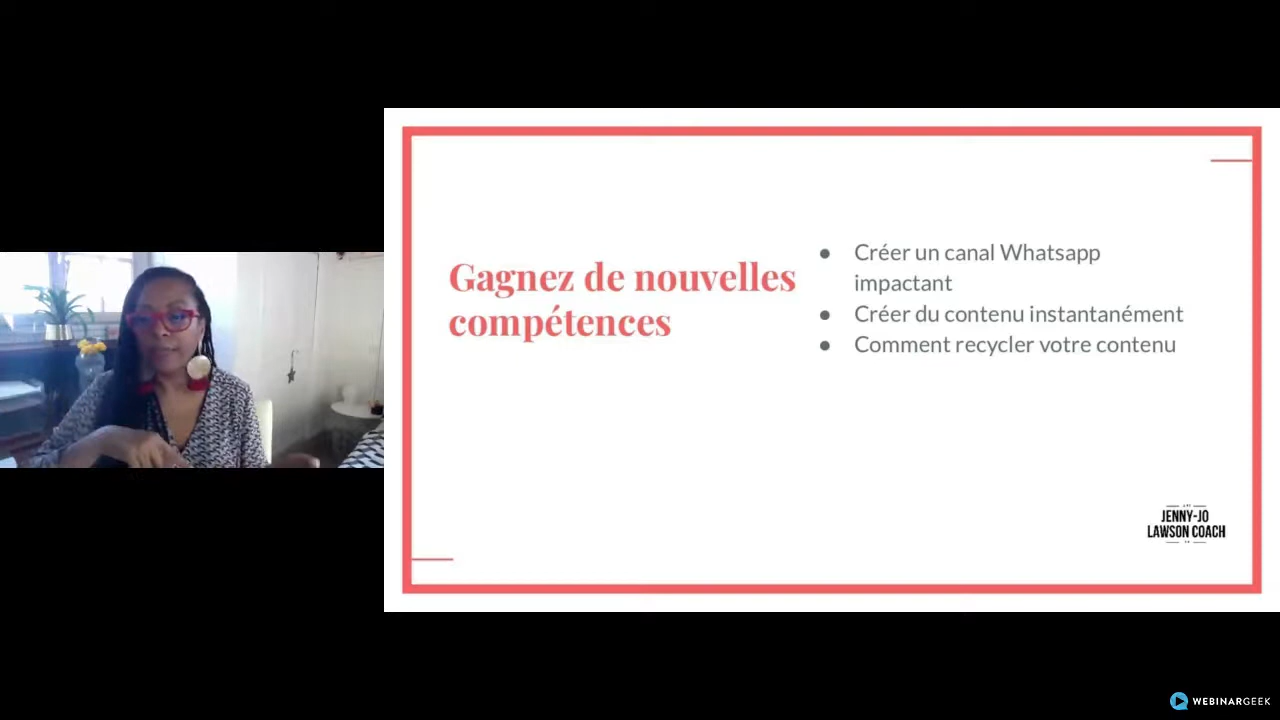 Gagnez de nouvelles
compétences
● Créer un canal Whatsapp
impactant
● Créer du contenu instantanément
● Comment recycler votre contenu
JENNY-JO
LAWSON COACH
WEBINARGEEK